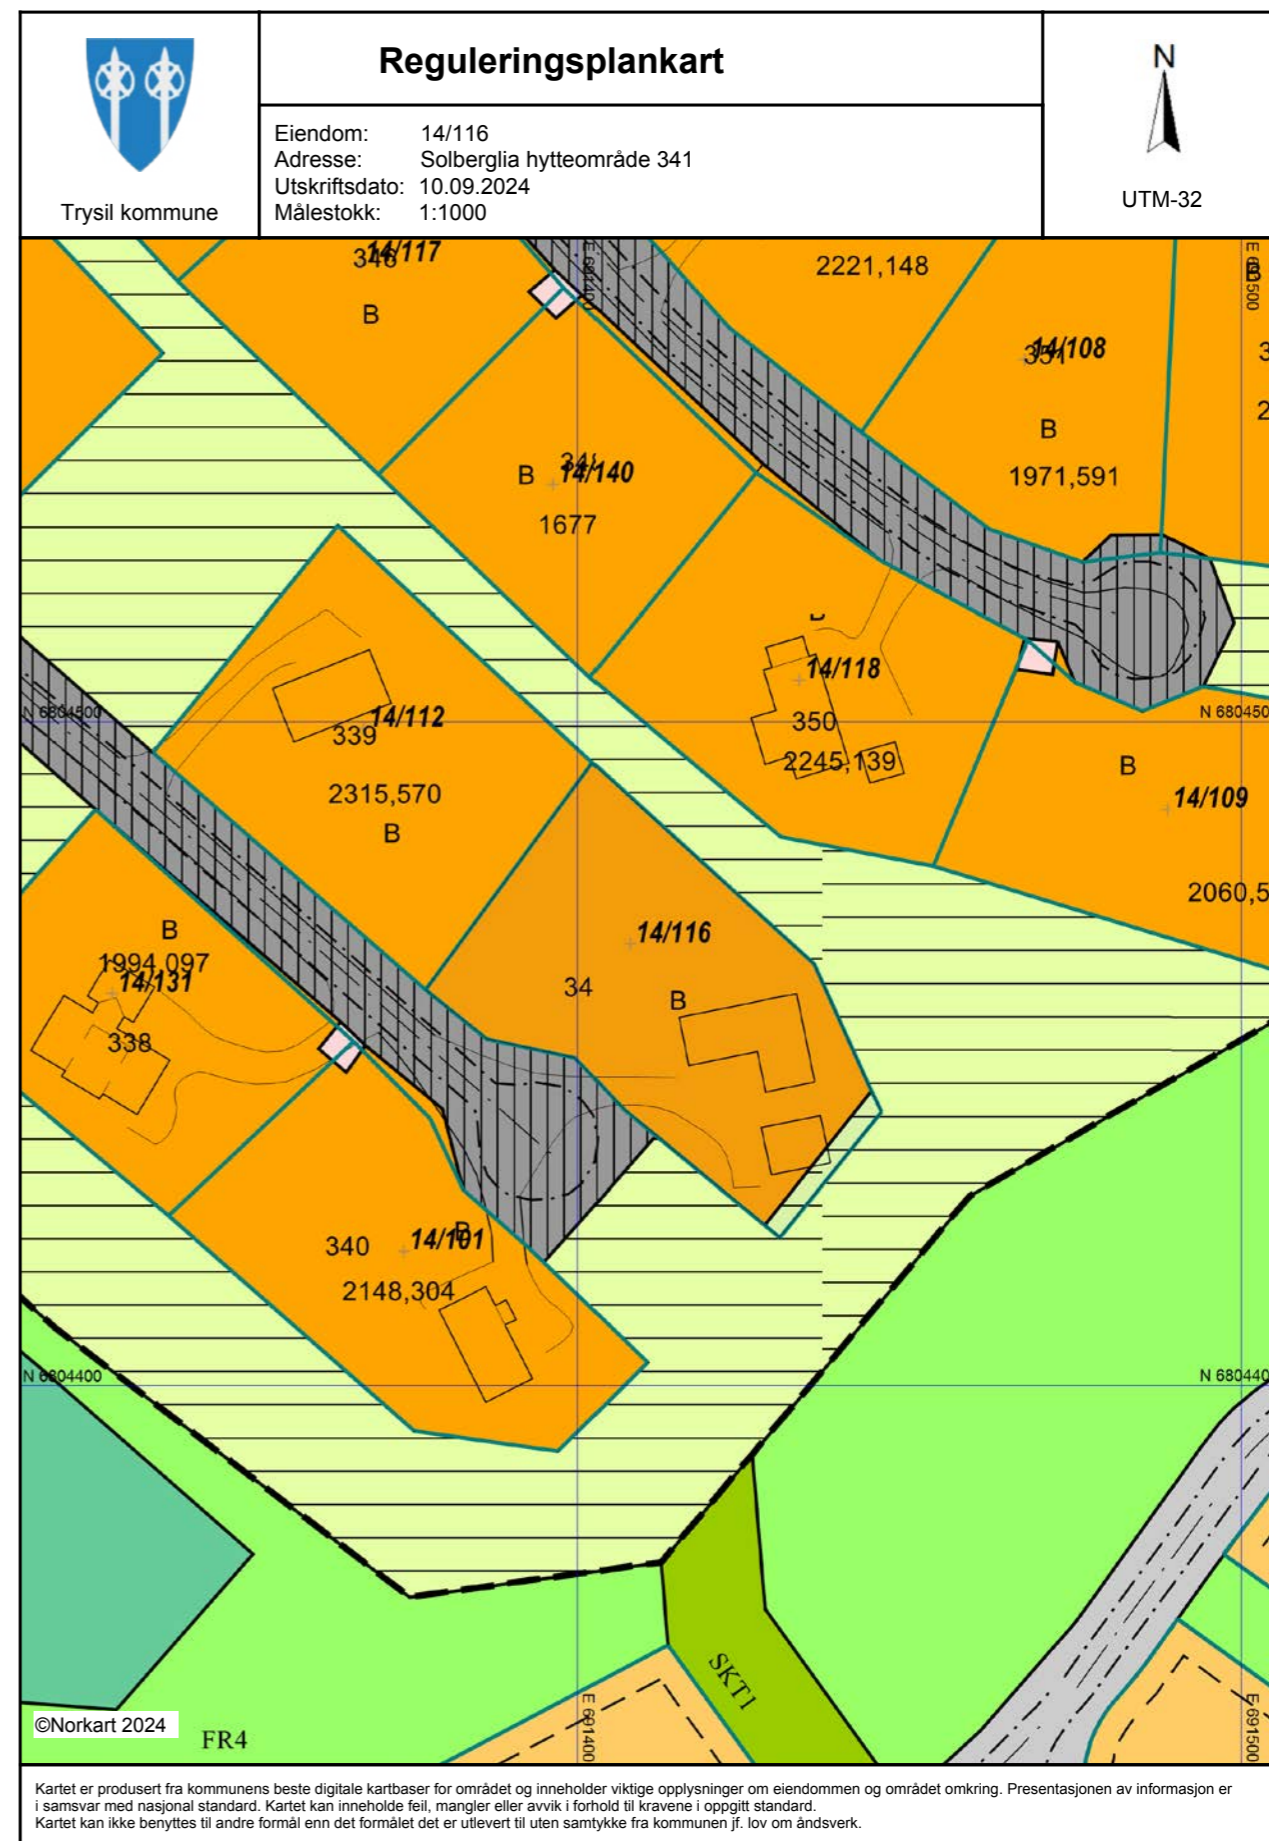 Reguleringsplankart
Trysil kommune
Eiendom: 14/116
Adresse: Solberglia hytteområde 341
Utskriftsdato: 10.09.2024
Målestokk: 1:1000
N
UTM-32
14/117
B
2221,148
E 691400
14/108
B
1971,591
14/140
B
1677
14/118
350
2245,139
N 6804500
N 680450
14/112
339
2315,570
B
B
14/109
2060,5
14/116
34
B
B
1994,097
14/131
338
340
14/101
2148,304
N 6804400
N 680440
SKT1
E 691400
E 691500
©Norkart 2024
FR4
Kartet er produsert fra kommunens beste digitale kartbaser for området og inneholder viktige opplysninger om eiendommen og området omkring. Presentasjonen av informasjon er
i samsvar med nasjonal standard. Kartet kan inneholde feil, mangler eller avvik i forhold til kravene i oppgitt standard.
Kartet kan ikke benyttes til andre formål enn det formålet det er utlevert til uten samtykke fra kommunen jf. lov om åndsverk.